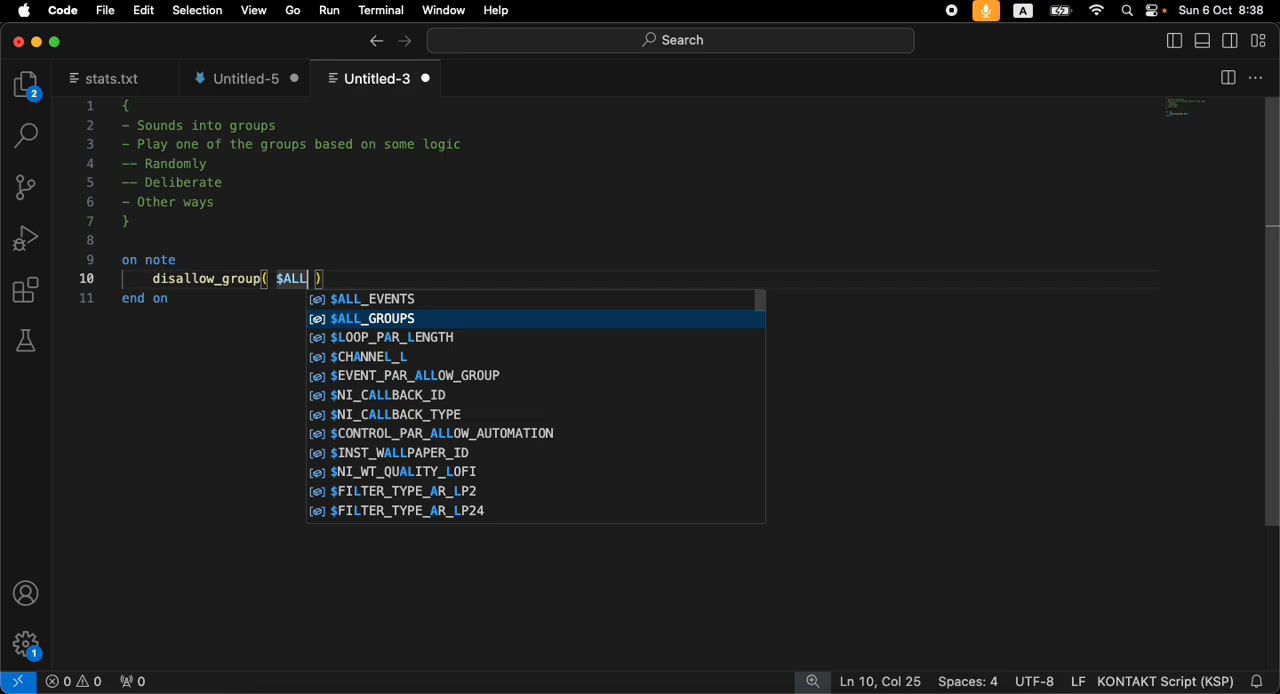 Code File Edit Selection View Go Run Terminal Window Help A Sun 6 Oct 8:38
Search
stats.txt Untitled-5 Untitled-3
2
1 {
2 - Sounds into groups
3 - Play one of the groups based on some logic
4 -- Randomly
5 -- Deliberate
6 - Other ways
7 }
8
9 on note
10 disallow_group( $ALL )
11 end on
$ALL_EVENTS
$ALL_GROUPS
$LOOP_PAR_LENGTH
$CHANNEL_L
$EVENT_PAR_ALLOW_GROUP
$NI_CALLBACK_ID
$NI_CALLBACK_TYPE
$CONTROL_PAR_ALLOW_AUTOMATION
$INST_WALLPAPER_ID
$NI_WT_QUALITY_LOFI
$FILTER_TYPE_AR_LP2
$FILTER_TYPE_AR_LP24
1
0 0 0 Ln 10, Col 25 Spaces: 4 UTF-8 LF KONTAKT Script (KSP)